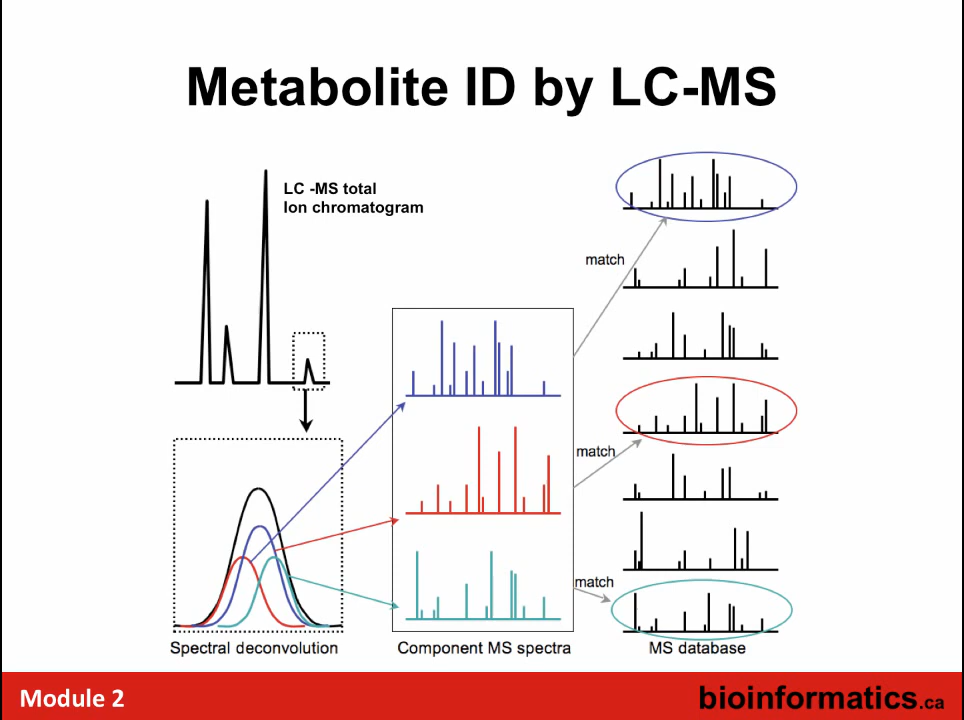 Metabolite ID by LC-MS
LC -MS total
Ion chromatogram
match
match
match
Spectral deconvolution
Component MS spectra
MS database
Module 2
bioinformatics.ca